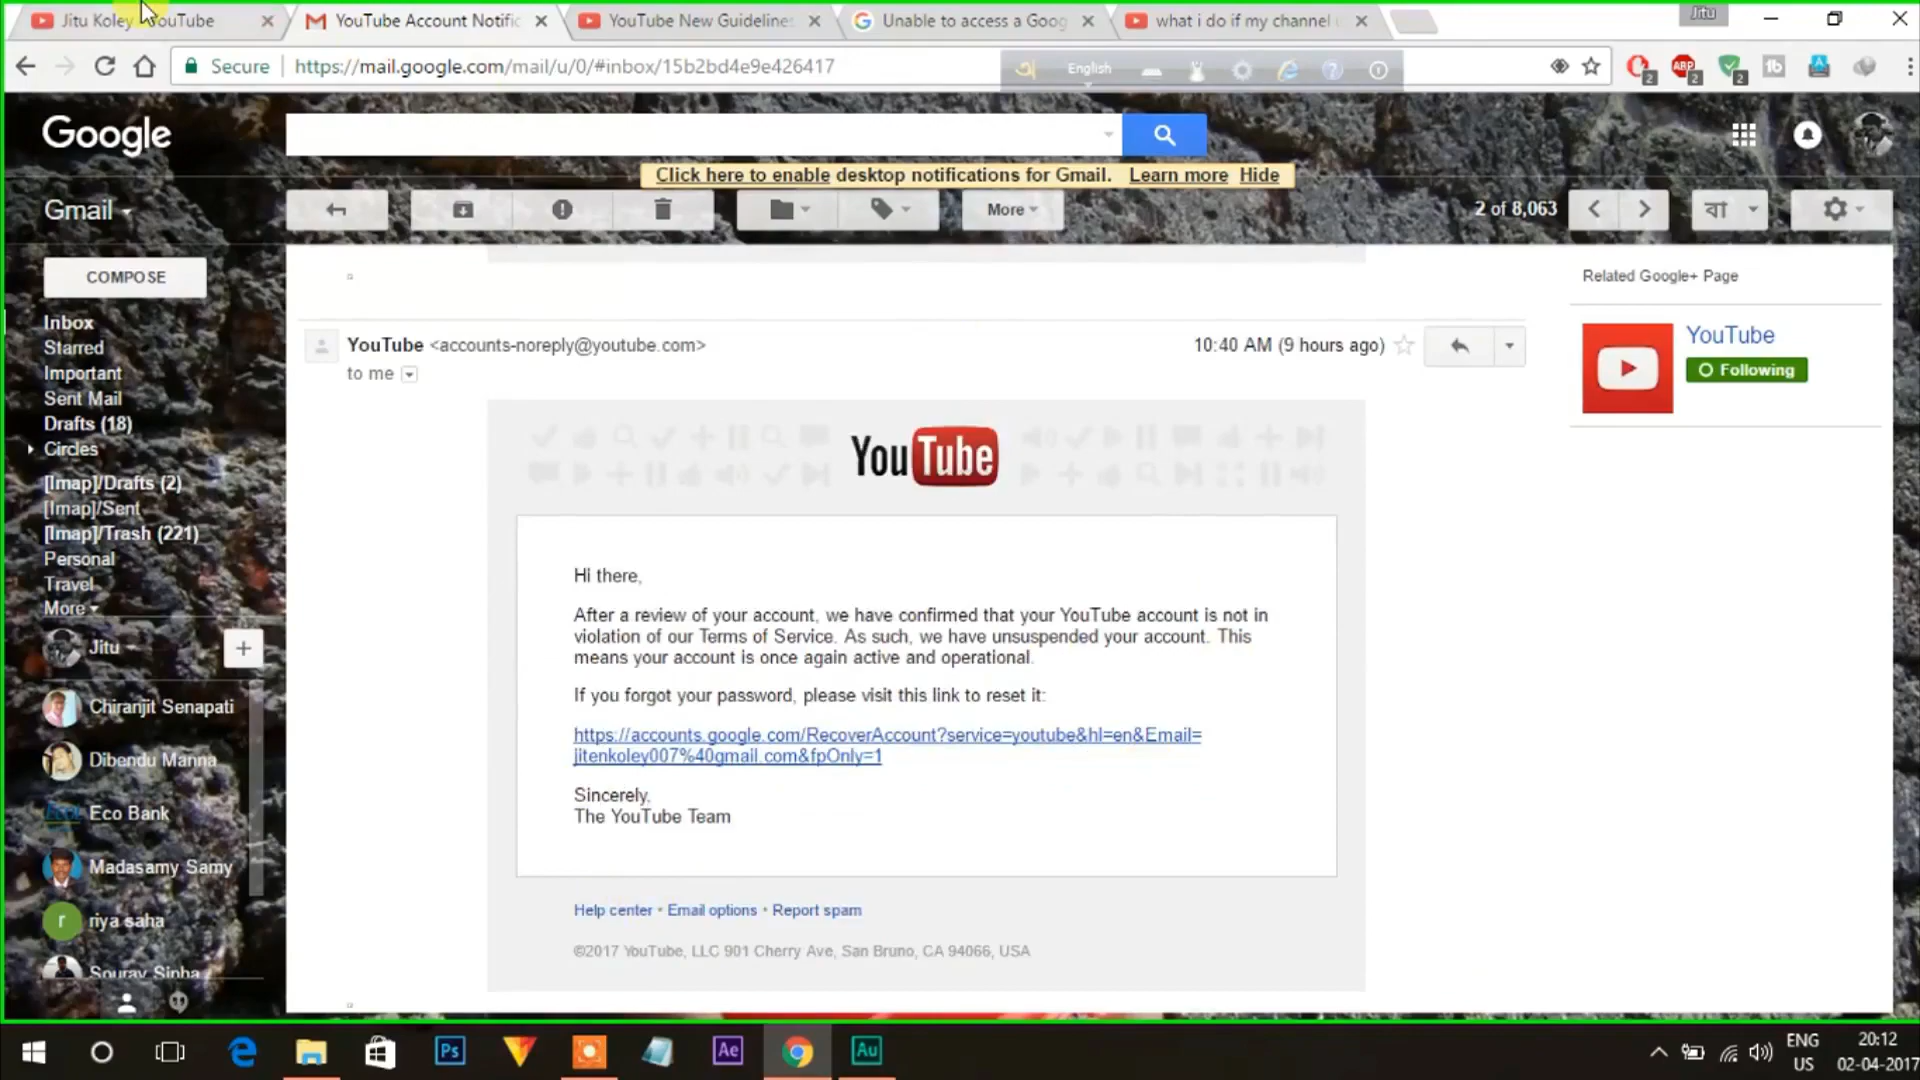 Jitu Koley - YouTube
YouTube Account Notific
YouTube New Guidelines
Unable to access a Goog
what i do if my channel
Jitu
Secure
https://mail.google.com/mail/u/0/#inbox/15b2bd4e9e426417
English
2
ABP
2
2
Google
Click here to enable desktop notifications for Gmail. Learn more Hide
Gmail
More
2 of 8,063
বা
COMPOSE
Inbox
Starred
Important
Sent Mail
Drafts (18)
Circles
[Imap]/Drafts (2)
[Imap]/Sent
[Imap]/Trash (221)
Personal
Travel
More
Jitu
Chiranjit Senapati
Dibendu Manna
Eco Bank
Madasamy Samy
r
riya saha
Sourav Sinha
YouTube <accounts-noreply@youtube.com>
10:40 AM (9 hours ago)
to me
YouTube
Hi there,
After a review of your account, we have confirmed that your YouTube account is not in
violation of our Terms of Service. As such, we have unsuspended your account. This
means your account is once again active and operational.
If you forgot your password, please visit this link to reset it:
https://accounts.google.com/RecoverAccount?service=youtube&hl=en&Email=
jitenkoley007%40gmail.com&fpOnly=1
Sincerely,
The YouTube Team
Help center • Email options • Report spam
©2017 YouTube, LLC 901 Cherry Ave, San Bruno, CA 94066, USA
Related Google+ Page
YouTube
Following
Ps
Ae
Au
ENG
US
20:12
02-04-2017